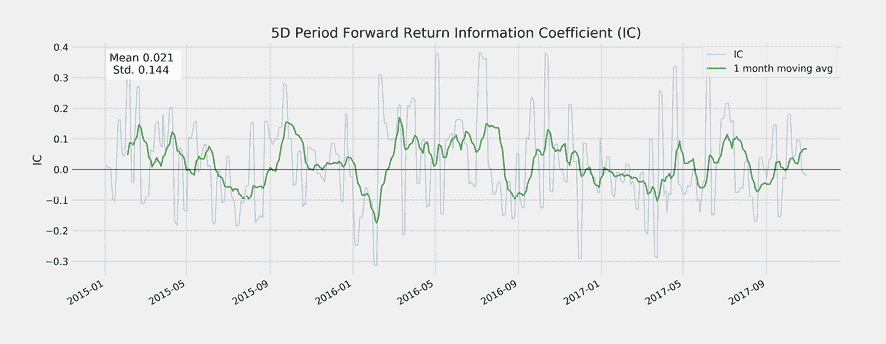 5D Period Forward Return Information Coefficient (IC)
Mean 0.021
Std. 0.144
IC
1 month moving avg
IC
0.4
0.3
0.2
0.1
0.0
−0.1
−0.2
−0.3
2015-01
2015-05
2015-09
2016-01
2016-05
2016-09
2017-01
2017-05
2017-09